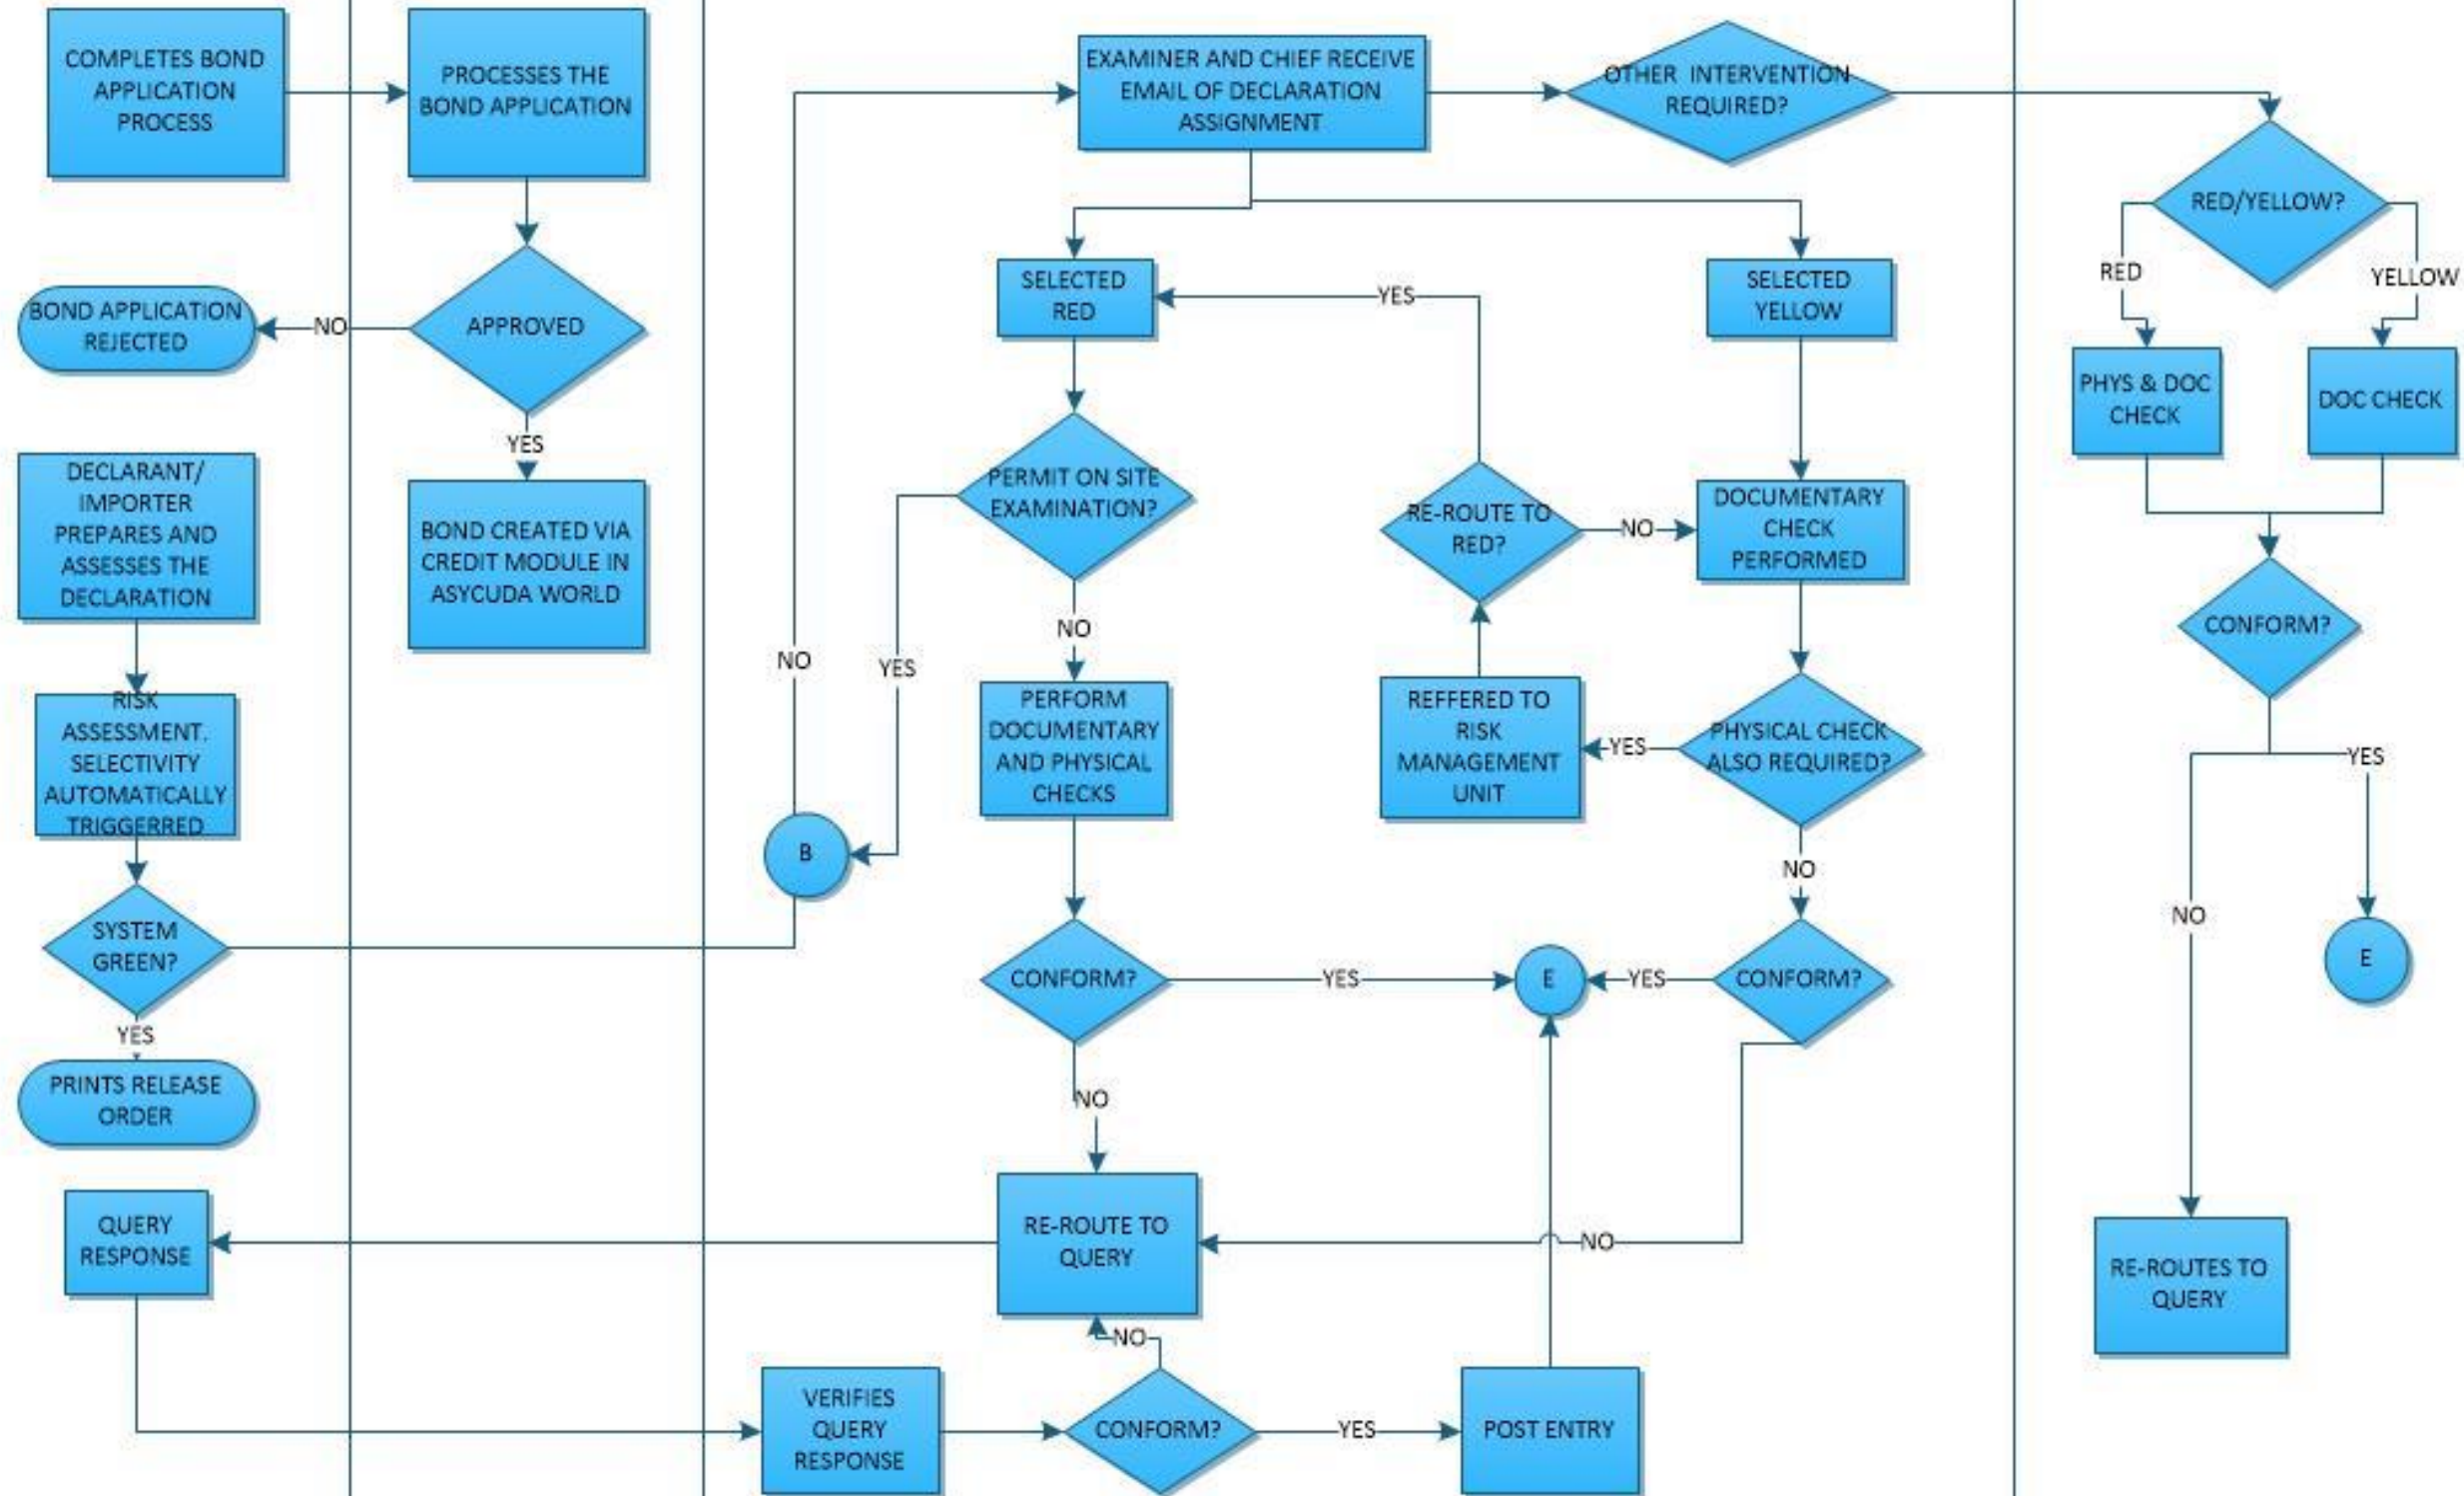 COMPLETES BOND
APPLICATION
PROCESS
PROCESSES THE
BOND APPLICATION
BOND APPLICATION
REJECTED
NO
APPROVED
YES
BOND CREATED VIA
CREDIT MODULE IN
ASYCUDA WORLD
DECLARANT/
IMPORTER
PREPARES AND
ASSESSES THE
DECLARATION
RISK
ASSESSMENT.
SELECTIVITY
AUTOMATICALLY
TRIGGERRED
SYSTEM
GREEN?
YES
PRINTS RELEASE
ORDER
QUERY
RESPONSE
EXAMINER AND CHIEF RECEIVE
EMAIL OF DECLARATION
ASSIGNMENT
OTHER INTERVENTION
REQUIRED?
SELECTED
RED
YES
SELECTED
YELLOW
PERMIT ON SITE
EXAMINATION?
RE-ROUTE TO
RED?
NO
DOCUMENTARY
CHECK
PERFORMED
NO
NO
YES
PERFORM
DOCUMENTARY
AND PHYSICAL
CHECKS
REFFERED TO
RISK
MANAGEMENT
UNIT
YES
PHYSICAL CHECK
ALSO REQUIRED?
B
NO
CONFORM?
YES
E
YES
CONFORM?
NO
RE-ROUTE TO
QUERY
NO
NO
VERIFIES
QUERY
RESPONSE
CONFORM?
YES
POST ENTRY
RED/YELLOW?
RED
YELLOW
PHYS & DOC
CHECK
DOC CHECK
CONFORM?
YES
NO
E
RE-ROUTES TO
QUERY